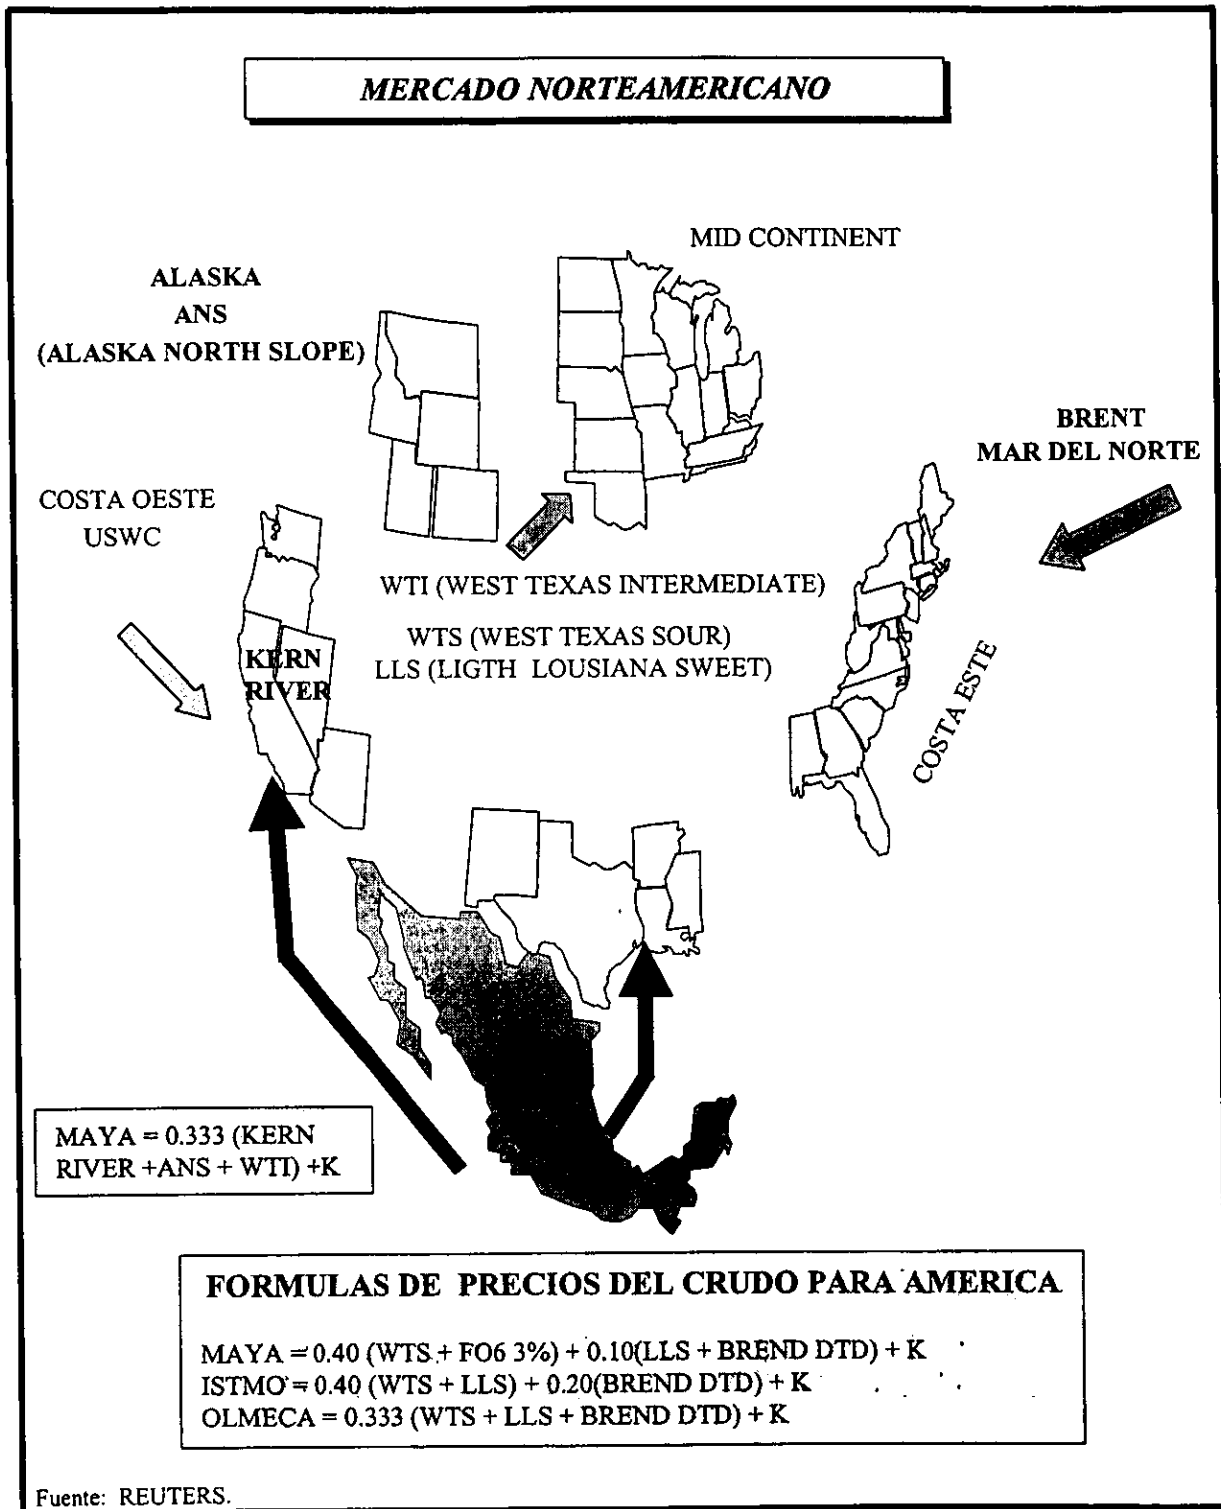 MERCADO NORTEAMERICANO
MID CONTINENT
ALASKA
ANS
(ALASKA NORTH SLOPE)
BRENT
MAR DEL NORTE
COSTA OESTE
USWC
WTI (WEST TEXAS INTERMEDIATE)
WTS (WEST TEXAS SOUR)
LLS (LIGTH LOUSIANA SWEET)
KERN
RIVER
COSTA ESTE
MAYA = 0.333 (KERN
RIVER +ANS + WTI) +K
FORMULAS DE PRECIOS DEL CRUDO PARA AMERICA
MAYA = 0.40 (WTS + FO6 3%) + 0.10(LLS + BREND DTD) + K
ISTMO = 0.40 (WTS + LLS) + 0.20(BREND DTD) + K
OLMECA = 0.333 (WTS + LLS + BREND DTD) + K
Fuente: REUTERS.